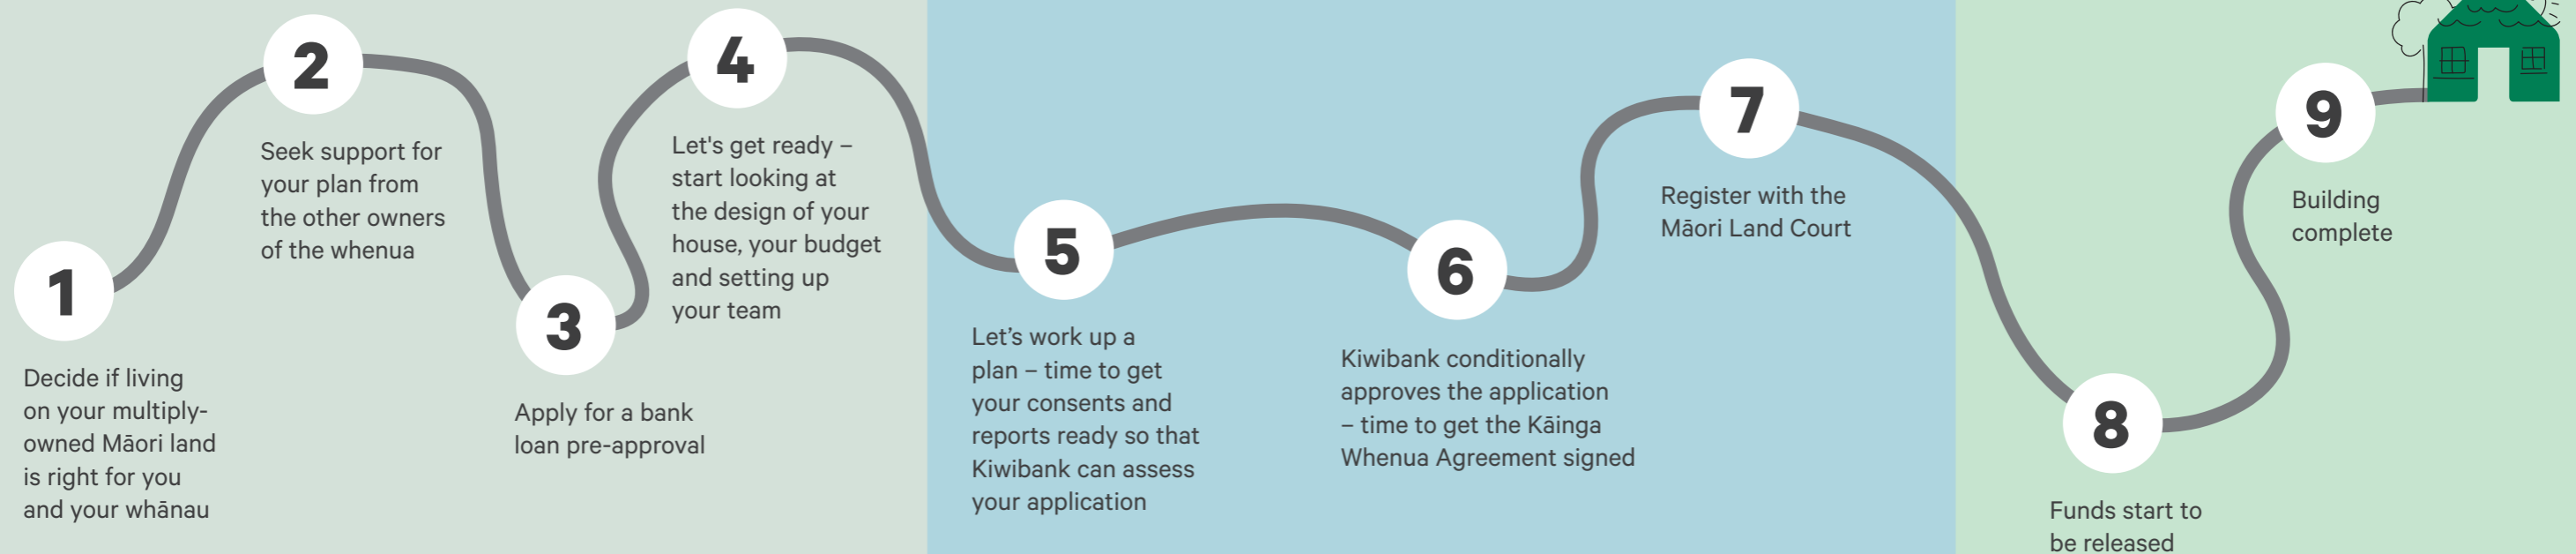 1
Decide if living
on your multiply-
owned Māori land
is right for you
and your whānau
2
Seek support for
your plan from
the other owners
of the whenua
3
Apply for a bank
loan pre-approval
4
Let's get ready –
start looking at
the design of your
house, your budget
and setting up
your team
5
Let’s work up a
plan – time to get
your consents and
reports ready so that
Kiwibank can assess
your application
6
Kiwibank conditionally
approves the application
– time to get the Kāinga
Whenua Agreement signed
7
Register with the
Māori Land Court
8
Funds start to
be released
9
Building
complete